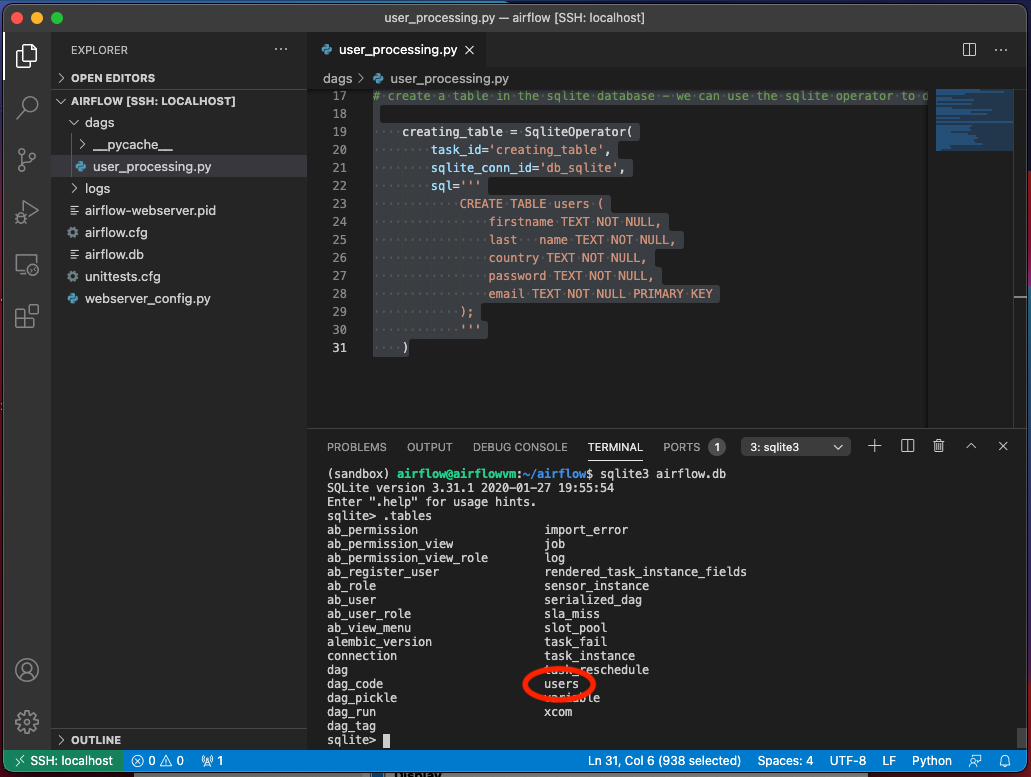 user_processing.py — airflow [SSH: localhost]
EXPLORER
OPEN EDITORS
AIRFLOW [SSH: LOCALHOST]
dags
__pycache__
user_processing.py
logs
airflow-webserver.pid
airflow.cfg
airflow.db
unittests.cfg
webserver_config.py
OUTLINE
user_processing.py
dags > user_processing.py
17 # create a table in the sqlite database - we can use the sqlite operator to
18
19 creating_table = SqliteOperator(
20 task_id='creating_table',
21 sqlite_conn_id='db_sqlite',
22 sql='''
23 CREATE TABLE users (
24 firstname TEXT NOT NULL,
25 last name TEXT NOT NULL,
26 country TEXT NOT NULL,
27 password TEXT NOT NULL,
28 email TEXT NOT NULL PRIMARY KEY
29 );
30 '''
31 )
PROBLEMS OUTPUT DEBUG CONSOLE TERMINAL PORTS 1 3: sqlite3
(sandbox) airflow@airflowvm:~/airflow$ sqlite3 airflow.db
SQLite version 3.31.1 2020-01-27 19:55:54
Enter ".help" for usage hints.
sqlite> .tables
ab_permission import_error
ab_permission_view job
ab_permission_view_role log
ab_register_user rendered_task_instance_fields
ab_role sensor_instance
ab_user serialized_dag
ab_user_role sla_miss
ab_view_menu slot_pool
alembic_version task_fail
connection task_instance
dag task_reschedule
dag_code users
dag_pickle variable
dag_run xcom
dag_tag
sqlite>
SSH: localhost 0 0 1 Ln 31, Col 6 (938 selected) Spaces: 4 UTF-8 LF Python
Display